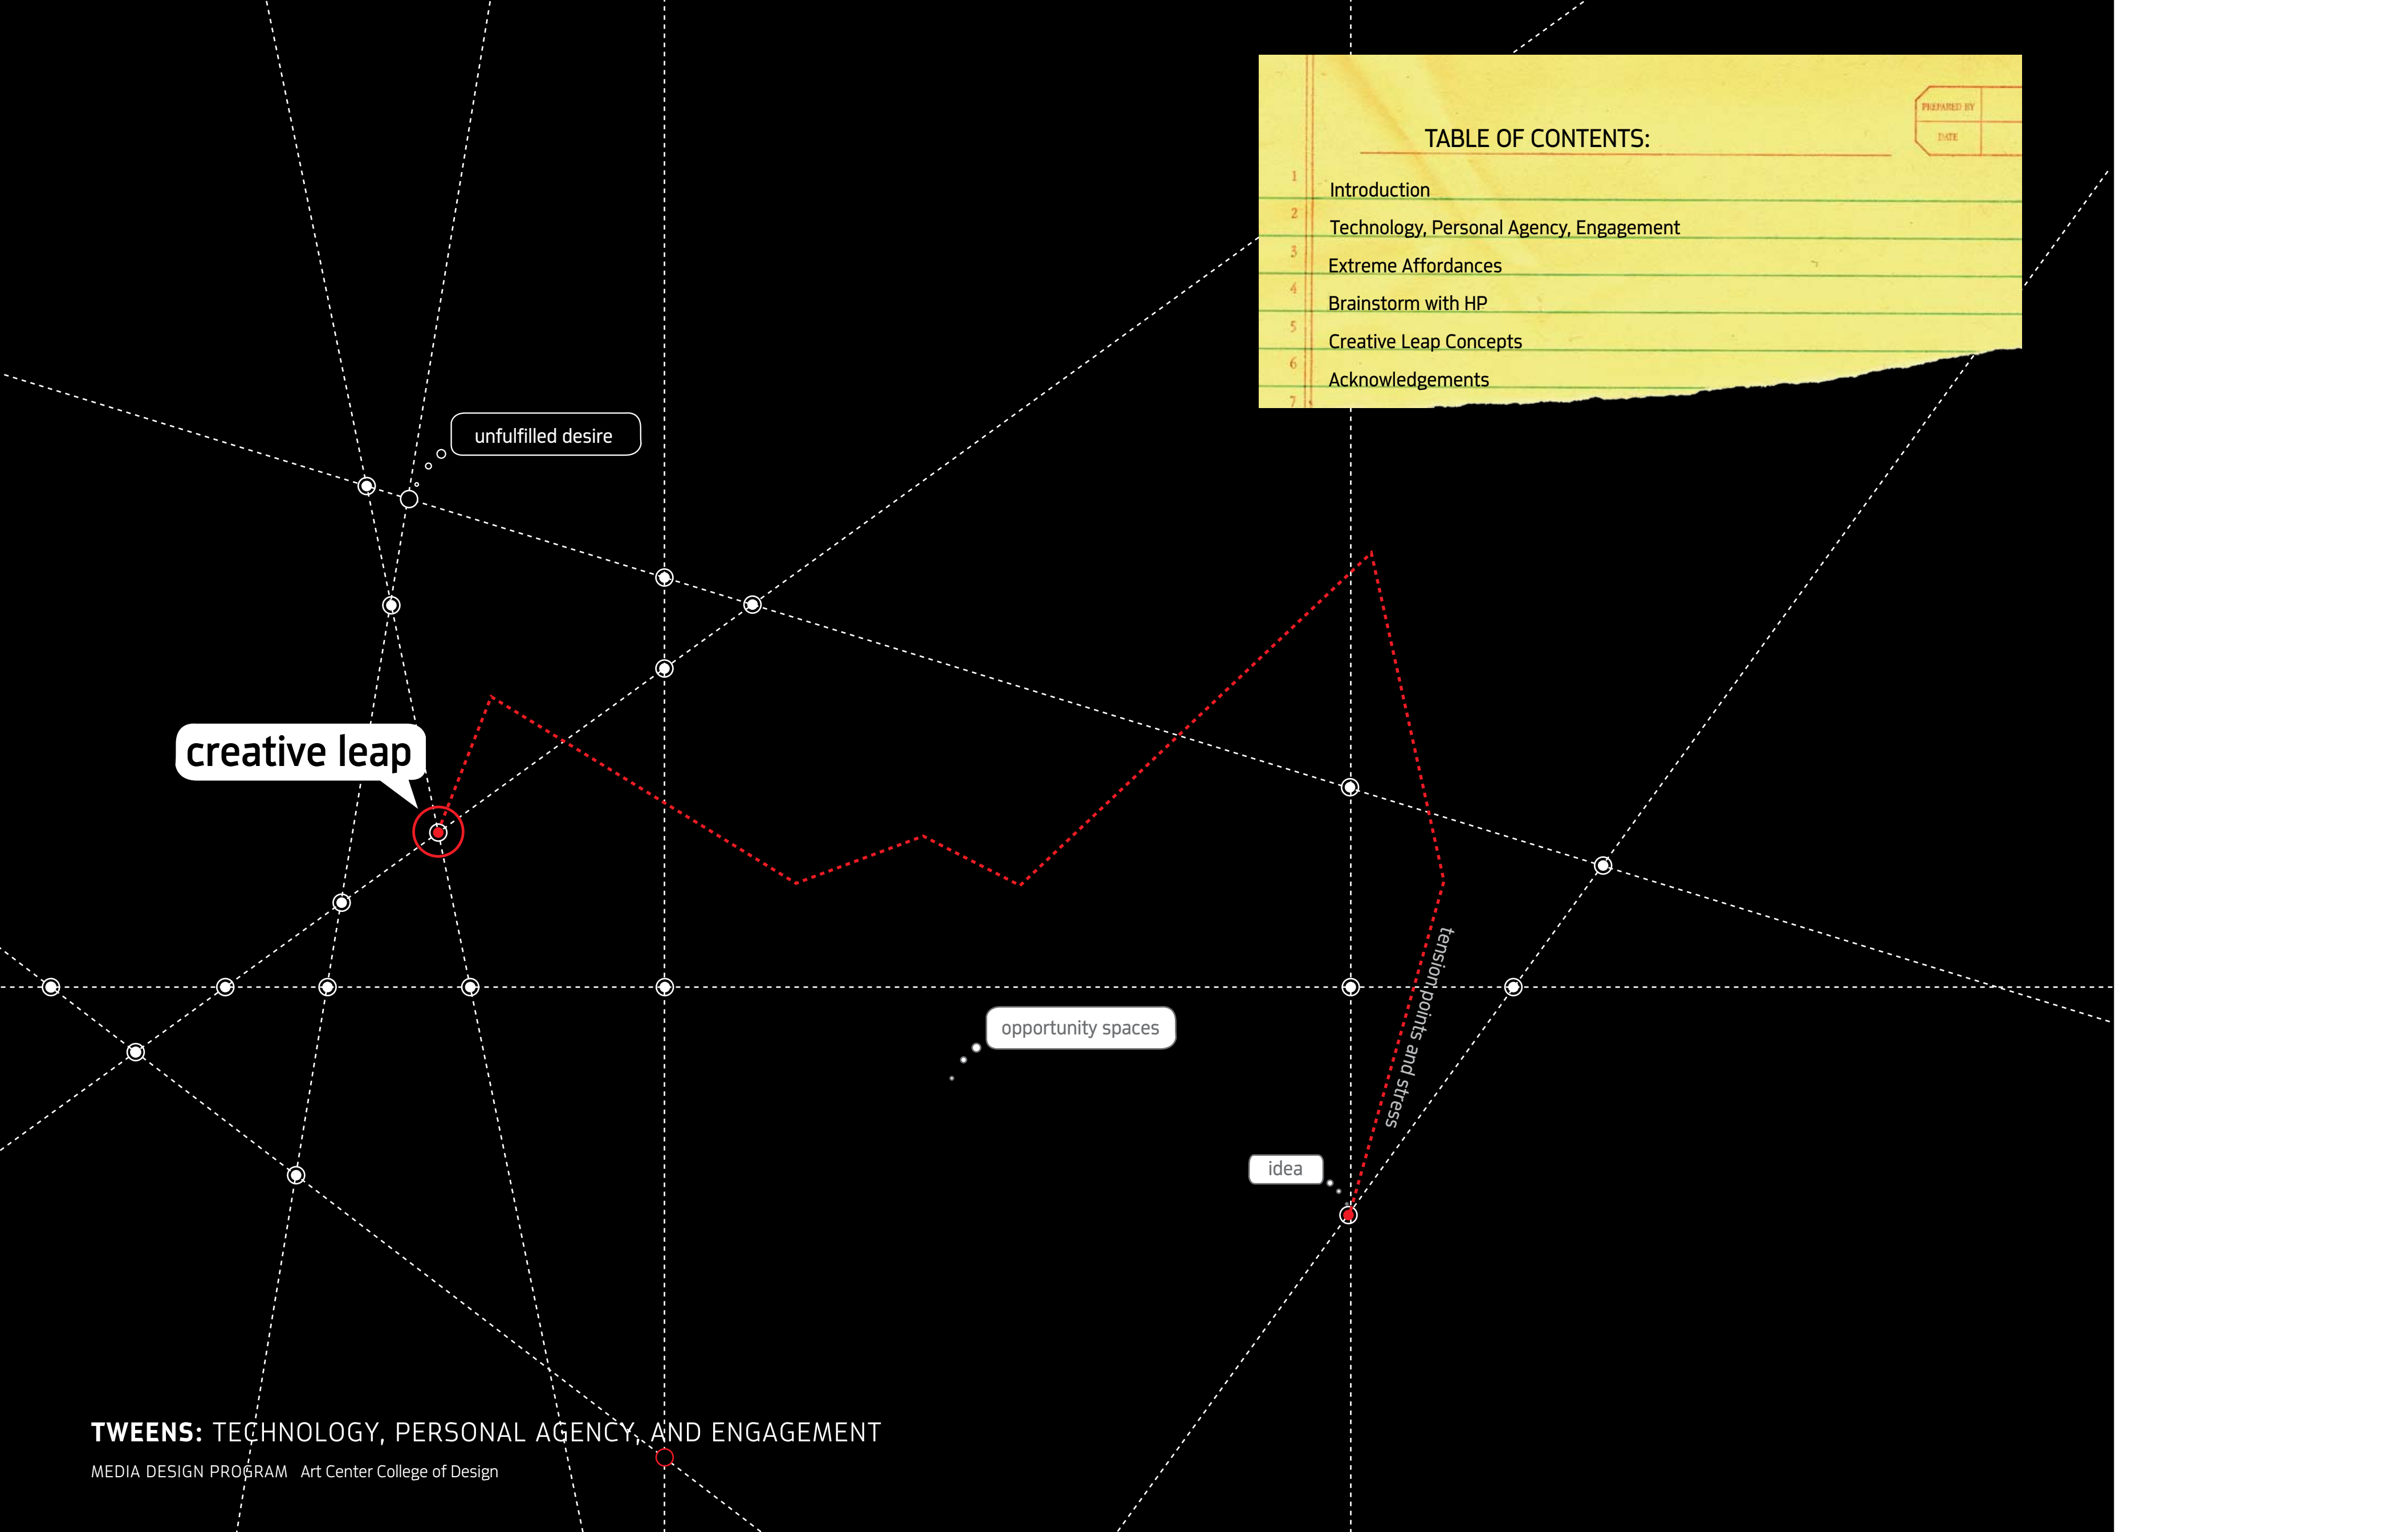 PREPARED BY
DATE
TABLE OF CONTENTS:
1
Introduction
2
Technology, Personal Agency, Engagement
3
Extreme Affordances
4
Brainstorm with HP
5
Creative Leap Concepts
6
Acknowledgements
7
unfulfilled desire
creative leap
tension points and stress
opportunity spaces
idea
TWEENS: TECHNOLOGY, PERSONAL AGENCY, AND ENGAGEMENT
MEDIA DESIGN PROGRAM Art Center College of Design